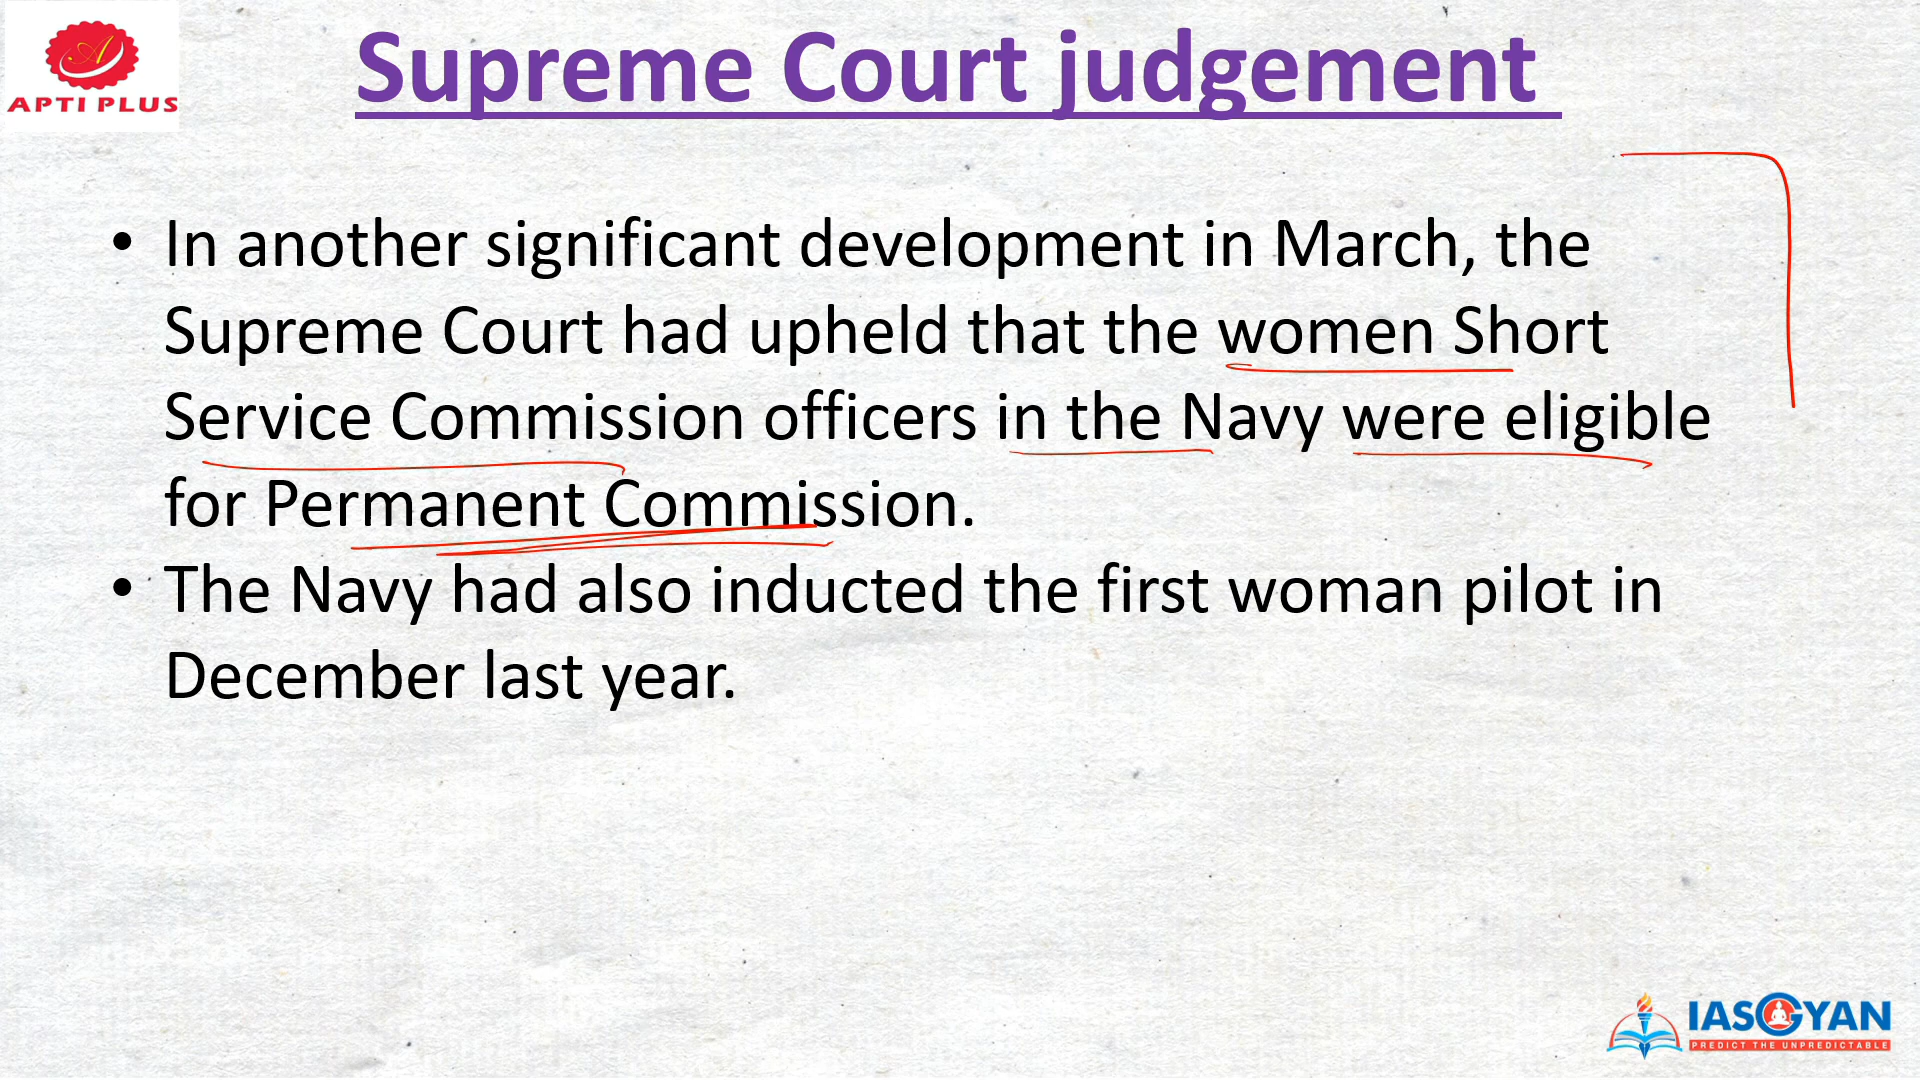 APTI PLUS
Supreme Court judgement
• In another significant development in March, the
Supreme Court had upheld that the women Short
Service Commission officers in the Navy were eligible
for Permanent Commission.
• The Navy had also inducted the first woman pilot in
December last year.
IASGYAN
PREDICT THE UNPREDICTABLE